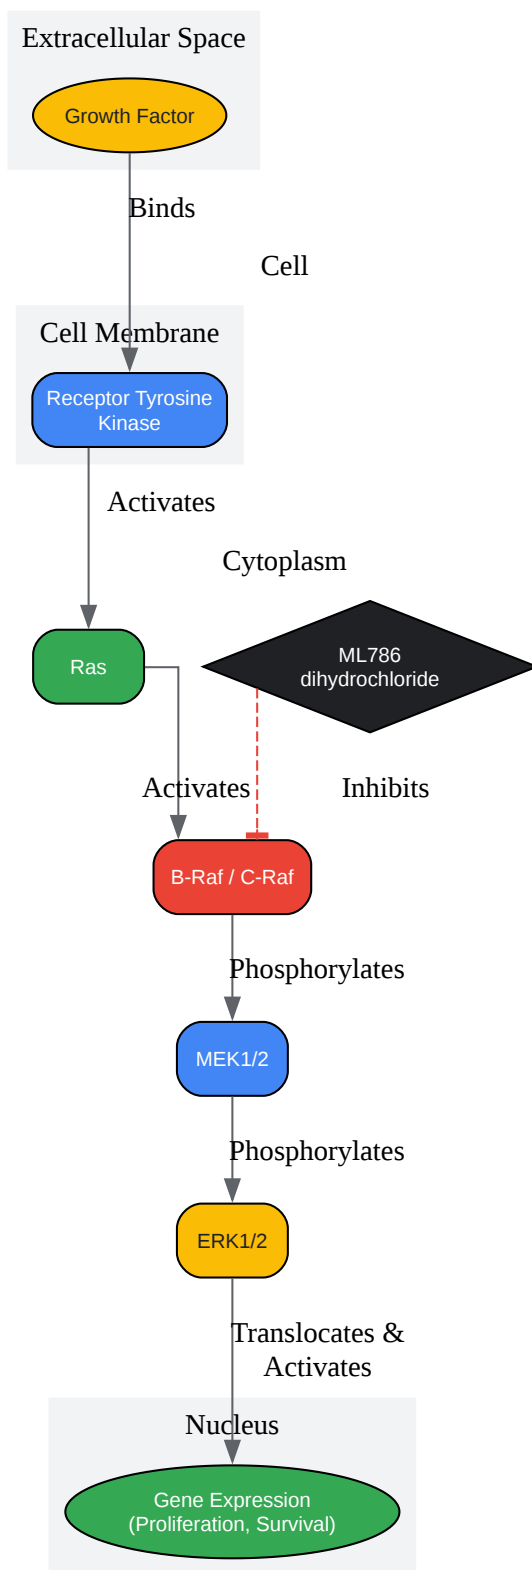 Extracellular Space
Growth Factor
Binds
Cell
Cell Membrane
Receptor Tyrosine
Kinase
Activates
Cytoplasm
Ras
ML786
dihydrochloride
Activates
Inhibits
B-Raf / C-Raf
Phosphorylates
MEK1/2
Phosphorylates
ERK1/2
Translocates &
Activates
Nucleus
Gene Expression
(Proliferation, Survival)